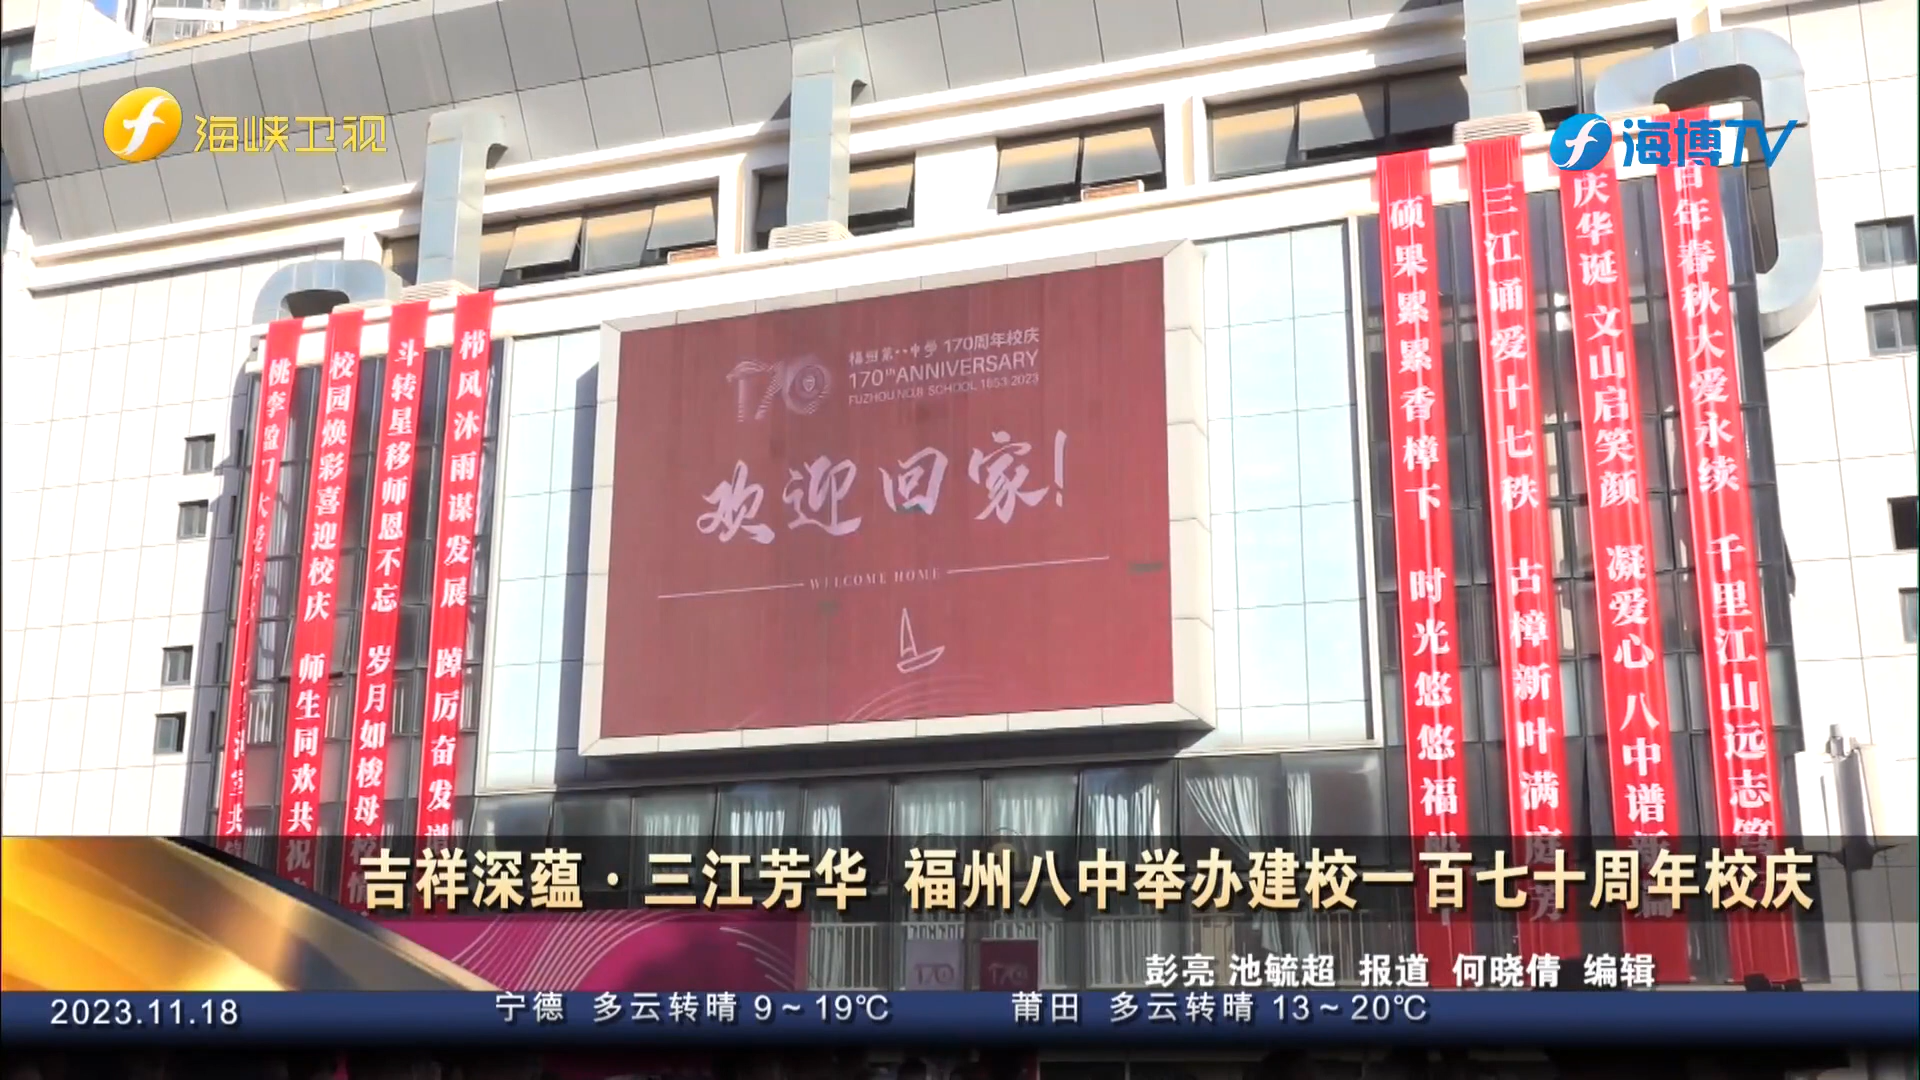 海峡卫视
海博TV
桃李盈门
校园焕彩喜迎校庆 师生同欢共祝
斗转星移师恩不忘 岁月如梭母校情
栉风沐雨谋发展 踔厉奋发谱
福州第八中学 170周年校庆
170th ANNIVERSARY
FUZHOU NO.8 SCHOOL 1853-2023
欢迎回家!
WELCOME HOME
硕果累累香樟下 时光悠悠福
三江诵爱十七秩 古樟新叶满庭芳
庆华诞 文山启笑颜 凝爱心 八中谱新篇
百年春秋大爱永续 千里江山远志笃
吉祥深蕴·三江芳华 福州八中举办建校一百七十周年校庆
170
170
彭亮 池毓超 报道 何晓倩 编辑
2023.11.18
宁德 多云转晴 9~19℃ 莆田 多云转晴 13~20℃